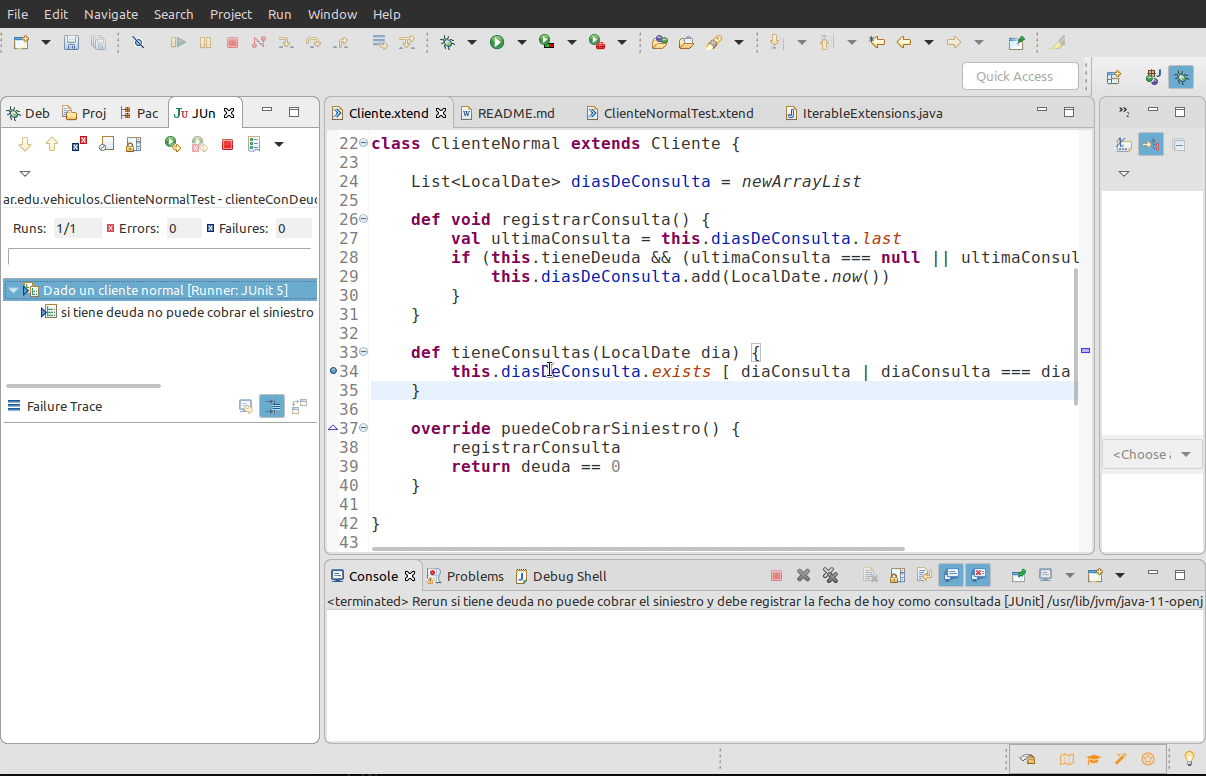 File Edit Navigate Search Project Run Window Help
Quick Access
Deb Proj Pac JUn
Cliente.xtend README.md ClienteNormalTest.xtend IterableExtensions.java
ar.edu.vehiculos.ClienteNormalTest - clienteConDeud
Runs: 1/1 Errors: 0 Failures: 0
Dado un cliente normal [Runner: JUnit 5]
si tiene deuda no puede cobrar el siniestro
Failure Trace
22 class ClienteNormal extends Cliente {
23
24 List<LocalDate> diasDeConsulta = newArrayList
25
26 def void registrarConsulta() {
27 val ultimaConsulta = this.diasDeConsulta.last
28 if (this.tieneDeuda && (ultimaConsulta === null || ultimaConsul
29 this.diasDeConsulta.add(LocalDate.now())
30 }
31 }
32
33 def tieneConsultas(LocalDate dia) {
34 this.diasDeConsulta.exists [ diaConsulta | diaConsulta === dia
35 }
36
37 override puedeCobrarSiniestro() {
38 registrarConsulta
39 return deuda == 0
40 }
41
42 }
43
<Choose
Console Problems Debug Shell
<terminated> Rerun si tiene deuda no puede cobrar el siniestro y debe registrar la fecha de hoy como consultada [JUnit] /usr/lib/jvm/java-11-openj